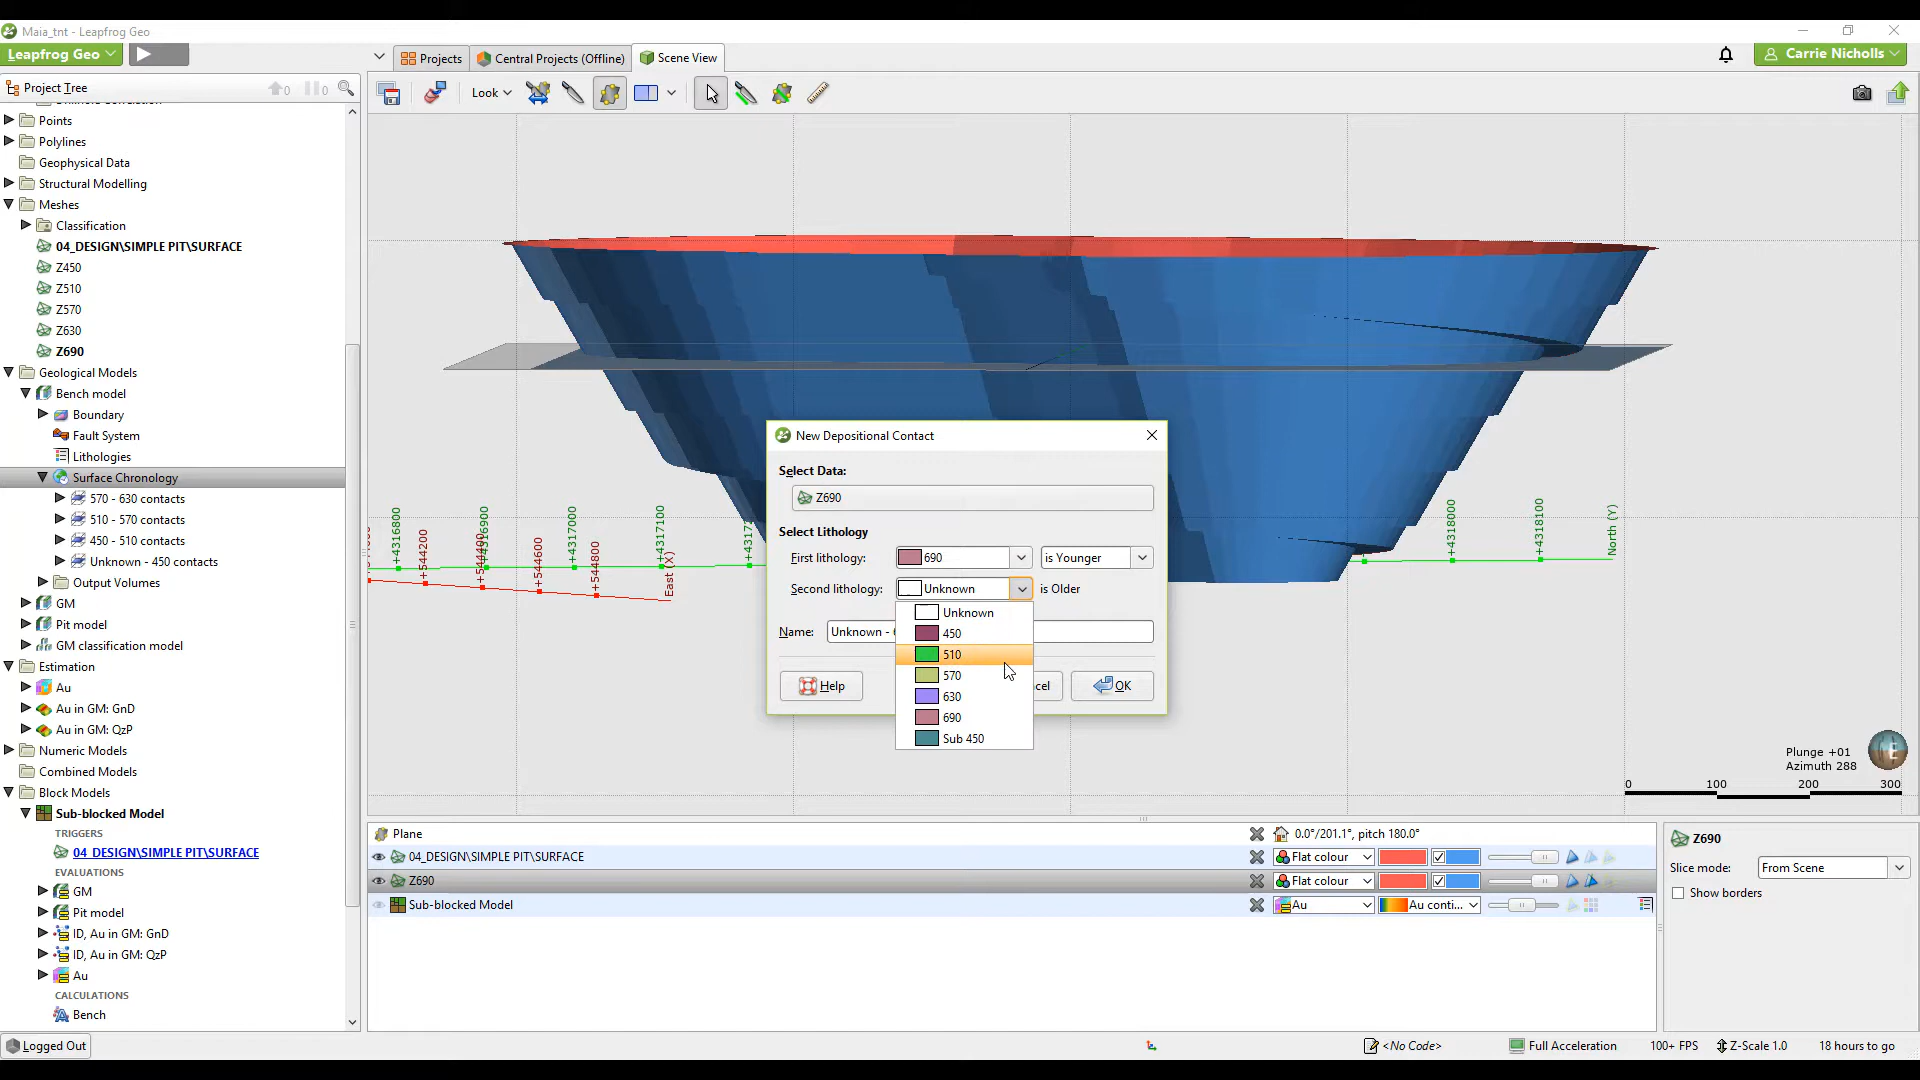 Maia_tnt - Leapfrog Geo
Leapfrog Geo
Projects
Central Projects (Offline)
Scene View
Carrie Nicholls
Project Tree
0
0
Look
Points
Polylines
Geophysical Data
Structural Modelling
Meshes
Classification
04_DESIGN\SIMPLE PIT\SURFACE
Z450
Z510
Z570
Z630
Z690
Geological Models
Bench model
Boundary
Fault System
Lithologies
Surface Chronology
570 - 630 contacts
510 - 570 contacts
450 - 510 contacts
Unknown - 450 contacts
Output Volumes
GM
Pit model
GM classification model
Estimation
Au
Au in GM: GnD
Au in GM: QzP
Numeric Models
Combined Models
Block Models
Sub-blocked Model
TRIGGERS
04_DESIGN\SIMPLE PIT\SURFACE
EVALUATIONS
GM
Pit model
ID, Au in GM: GnD
ID, Au in GM: QzP
Au
CALCULATIONS
Bench
Logged Out
+4316800
+544200
+4316900
+4317000
+544600
+544800
+4317100
East (X)
+4318000
+4318100
North (Y)
New Depositional Contact
Select Data:
Z690
Select Lithology
First lithology:
690
is Younger
Second lithology:
Unknown
is Older
Unknown
450
510
570
630
690
Sub 450
Name:
Unknown -
Help
OK
Plunge +01
Azimuth 288
0 100 200 300
Plane
0.0°/201.1°, pitch 180.0°
04_DESIGN\SIMPLE PIT\SURFACE
Flat colour
Z690
Flat colour
Sub-blocked Model
Au
Au conti...
Z690
Slice mode:
From Scene
Show borders
<No Code>
Full Acceleration
100+ FPS
Z-Scale 1.0
18 hours to go